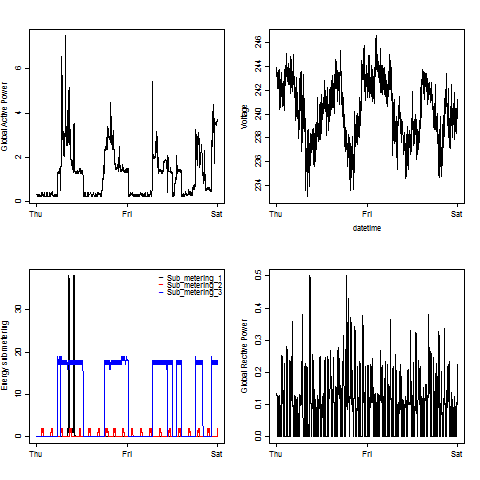 Global Active Power
0 2 4 6
Thu Fri Sat
Voltage
234 236 238 240 242 246
Thu Fri Sat
datetime
Energy sub metering
0 10 20 30
Sub_metering_1
Sub_metering_2
Sub_metering_3
Thu Fri Sat
Global Reactive Power
0.0 0.1 0.2 0.3 0.4 0.5
Thu Fri Sat